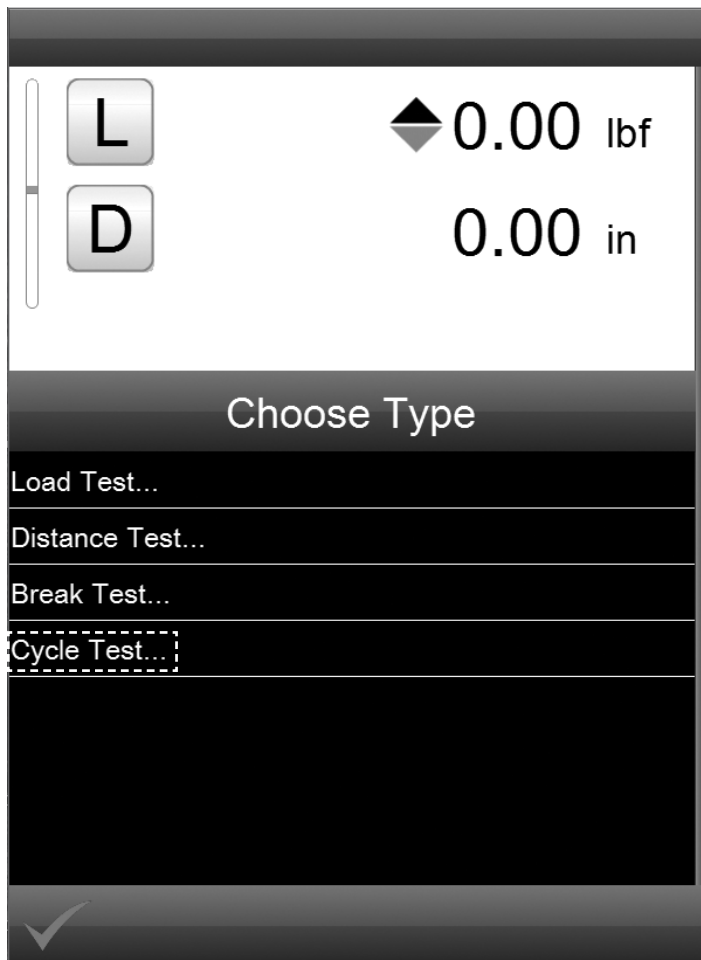 L 0.00 lbf
D 0.00 in
Choose Type
Load Test...
Distance Test...
Break Test...
Cycle Test...